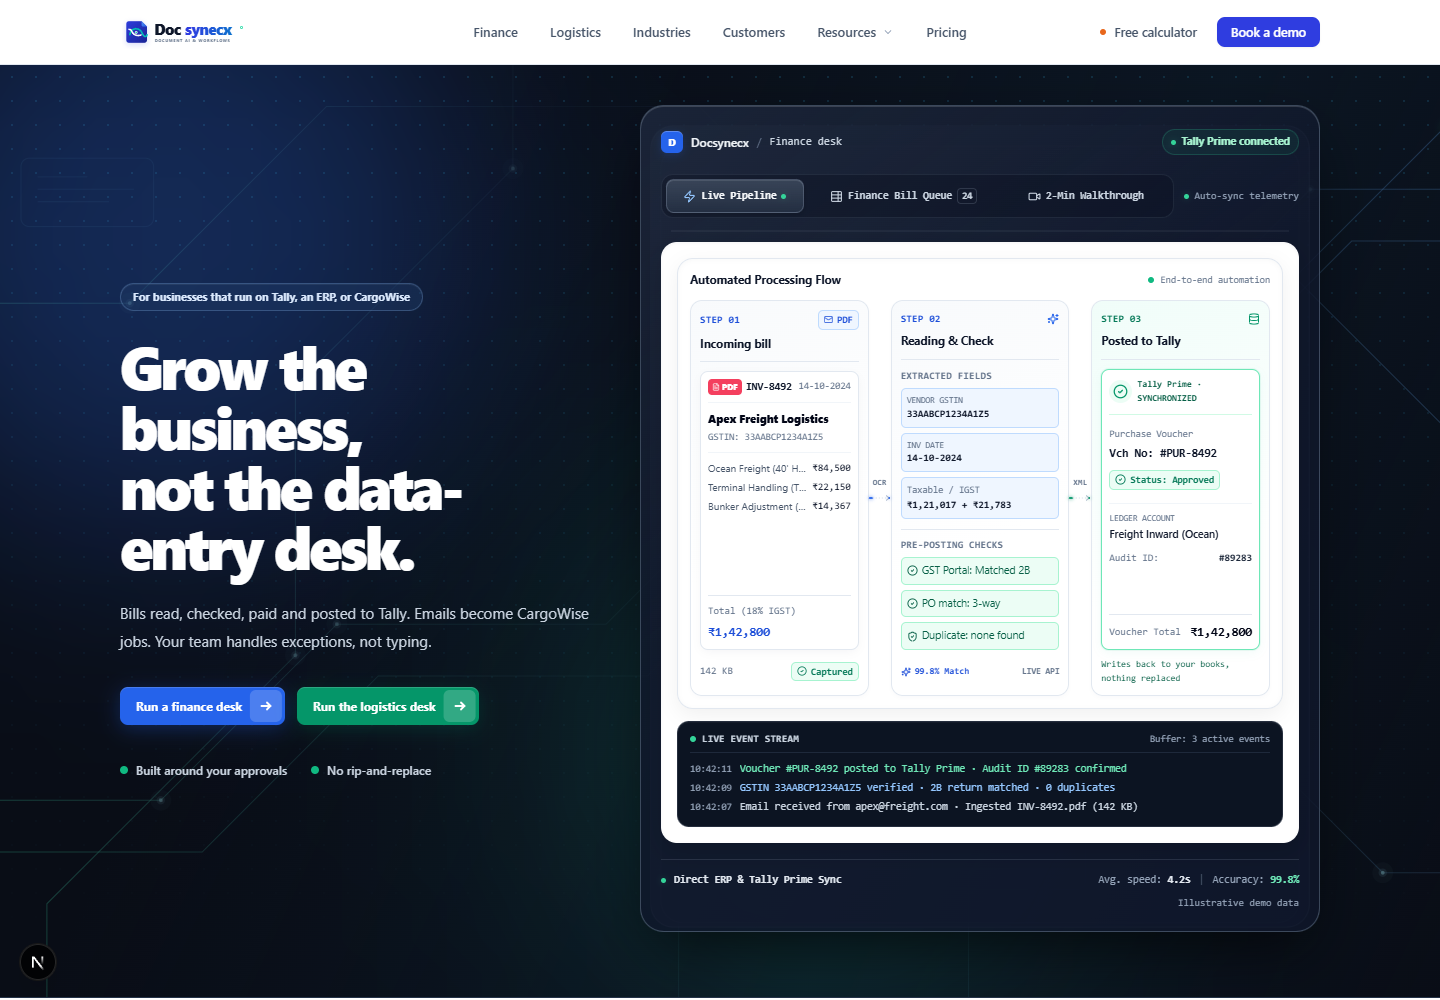 Doc synecx
DOCUMENT AI & WORKFLOWS
Finance
Logistics
Industries
Customers
Resources
Pricing
Free calculator
Book a demo
For businesses that run on Tally, an ERP, or CargoWise
Grow the
business,
not the data-
entry desk.
Bills read, checked, paid and posted to Tally. Emails become CargoWise
jobs. Your team handles exceptions, not typing.
Run a finance desk
Run the logistics desk
Built around your approvals
No rip-and-replace
N
D
Docsynecx / Finance desk
Tally Prime connected
Live Pipeline
Finance Bill Queue 24
2-Min Walkthrough
Auto-sync telemetry
Automated Processing Flow
End-to-end automation
STEP 01
PDF
Incoming bill
PDF INV-8492 14-10-2024
Apex Freight Logistics
GSTIN: 33AABCP1234A1Z5
Ocean Freight (40' H... ₹84,500
Terminal Handling (T... ₹22,150
Bunker Adjustment (... ₹14,367
Total (18% IGST)
₹1,42,800
142 KB
Captured
OCR
STEP 02
Reading & Check
EXTRACTED FIELDS
VENDOR GSTIN
33AABCP1234A1Z5
INV DATE
14-10-2024
Taxable / IGST
₹1,21,017 + ₹21,783
PRE-POSTING CHECKS
GST Portal: Matched 2B
PO match: 3-way
Duplicate: none found
99.8% Match
LIVE API
XML
STEP 03
Posted to Tally
Tally Prime ·
SYNCHRONIZED
Purchase Voucher
Vch No: #PUR-8492
Status: Approved
LEDGER ACCOUNT
Freight Inward (Ocean)
Audit ID: #89283
Voucher Total ₹1,42,800
Writes back to your books,
nothing replaced
LIVE EVENT STREAM
Buffer: 3 active events
10:42:11 Voucher #PUR-8492 posted to Tally Prime · Audit ID #89283 confirmed
10:42:09 GSTIN 33AABCP1234A1Z5 verified · 2B return matched · 0 duplicates
10:42:07 Email received from apex@freight.com · Ingested INV-8492.pdf (142 KB)
Direct ERP & Tally Prime Sync
Avg. speed: 4.2s | Accuracy: 99.8%
Illustrative demo data